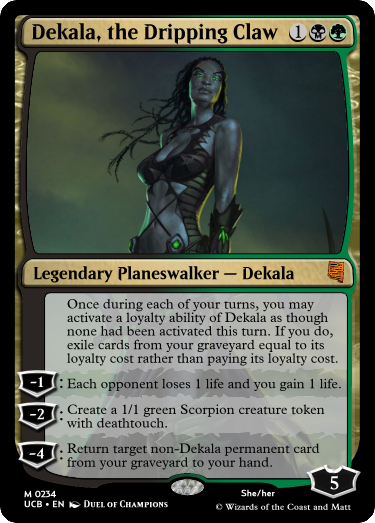 Dekala, the Dripping Claw 1
Legendary Planeswalker — Dekala
Once during each of your turns, you may
activate a loyalty ability of Dekala as though
none had been activated this turn. If you do,
exile cards from your graveyard equal to its
loyalty cost rather than paying its loyalty cost.
-1: Each opponent loses 1 life and you gain 1 life.
-2: Create a 1/1 green Scorpion creature token
with deathtouch.
-4: Return target non-Dekala permanent card
from your graveyard to your hand.
5
M 0234 She/her
UCB • EN Duel of Champions © Wizards of the Coast and Matt